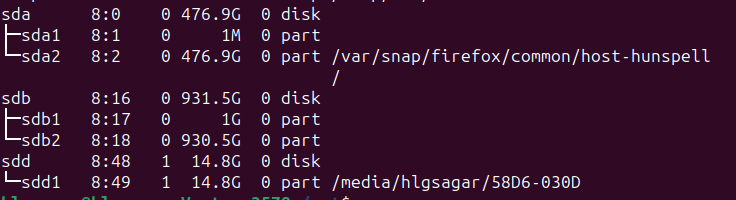 sda 8:0 0 476.9G 0 disk
├─sda1 8:1 0 1M 0 part
└─sda2 8:2 0 476.9G 0 part /var/snap/firefox/common/host-hunspell
/
sdb 8:16 0 931.5G 0 disk
├─sdb1 8:17 0 1G 0 part
└─sdb2 8:18 0 930.5G 0 part
sdd 8:48 1 14.8G 0 disk
└─sdd1 8:49 1 14.8G 0 part /media/hlgsagar/58D6-030D